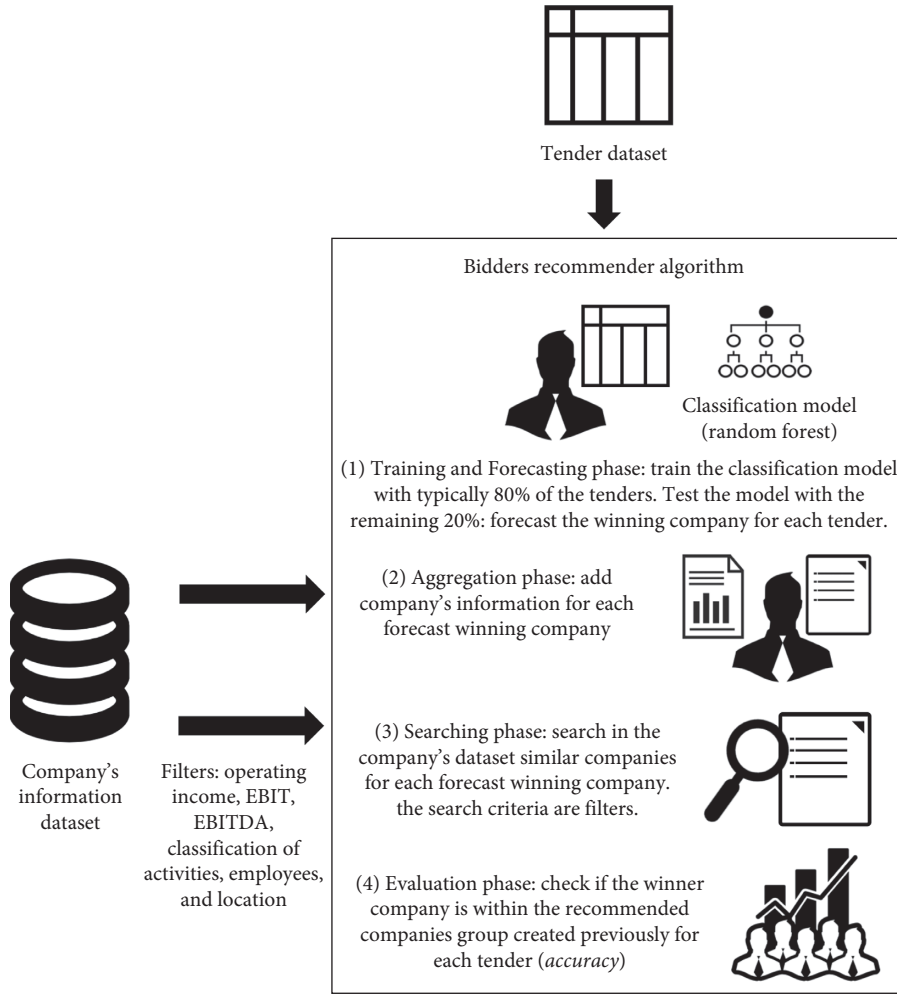 Tender dataset
Bidders recommender algorithm
Classification model
(random forest)
(1) Training and Forecasting phase: train the classification model
with typically 80% of the tenders. Test the model with the
remaining 20%: forecast the winning company for each tender.
(2) Aggregation phase: add
company's information for each
forecast winning company
(3) Searching phase: search in the
company's dataset similar companies
for each forecast winning company.
the search criteria are filters.
(4) Evaluation phase: check if the winner
company is within the recommended
companies group created previously for
each tender (accuracy)
Company's
information
dataset
Filters: operating
income, EBIT,
EBITDA,
classification of
activities, employees,
and location